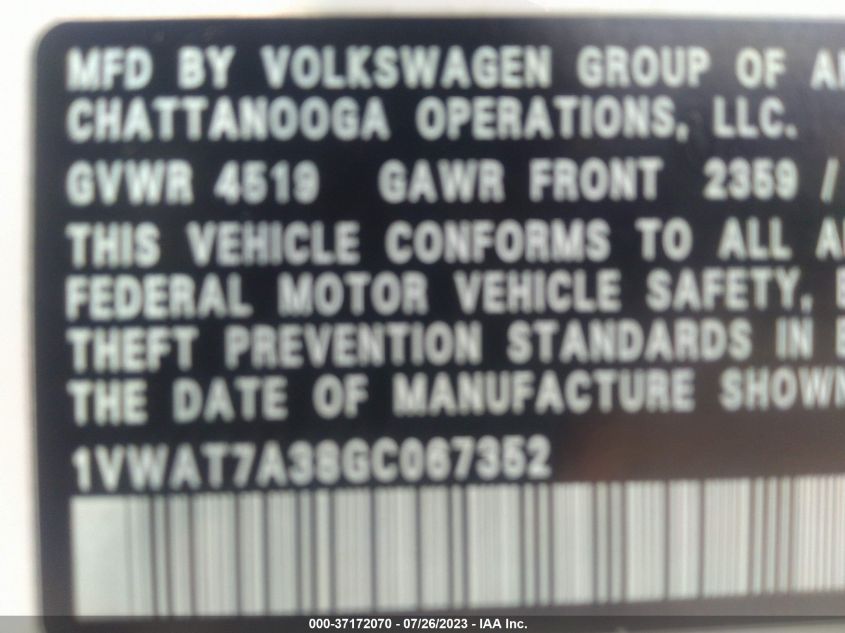 MFD BY VOLKSWAGEN GROUP OF
CHATTANOOGA OPERATIONS, LLC.
GVWR 4519 GAWR FRONT 2359 /
THIS VEHICLE CONFORMS TO ALL
FEDERAL MOTOR VEHICLE SAFETY,
THEFT PREVENTION STANDARDS IN
THE DATE OF MANUFACTURE SHOWN
1VWAT7A38GC067352
000-37172070 - 07/26/2023 - IAA Inc.